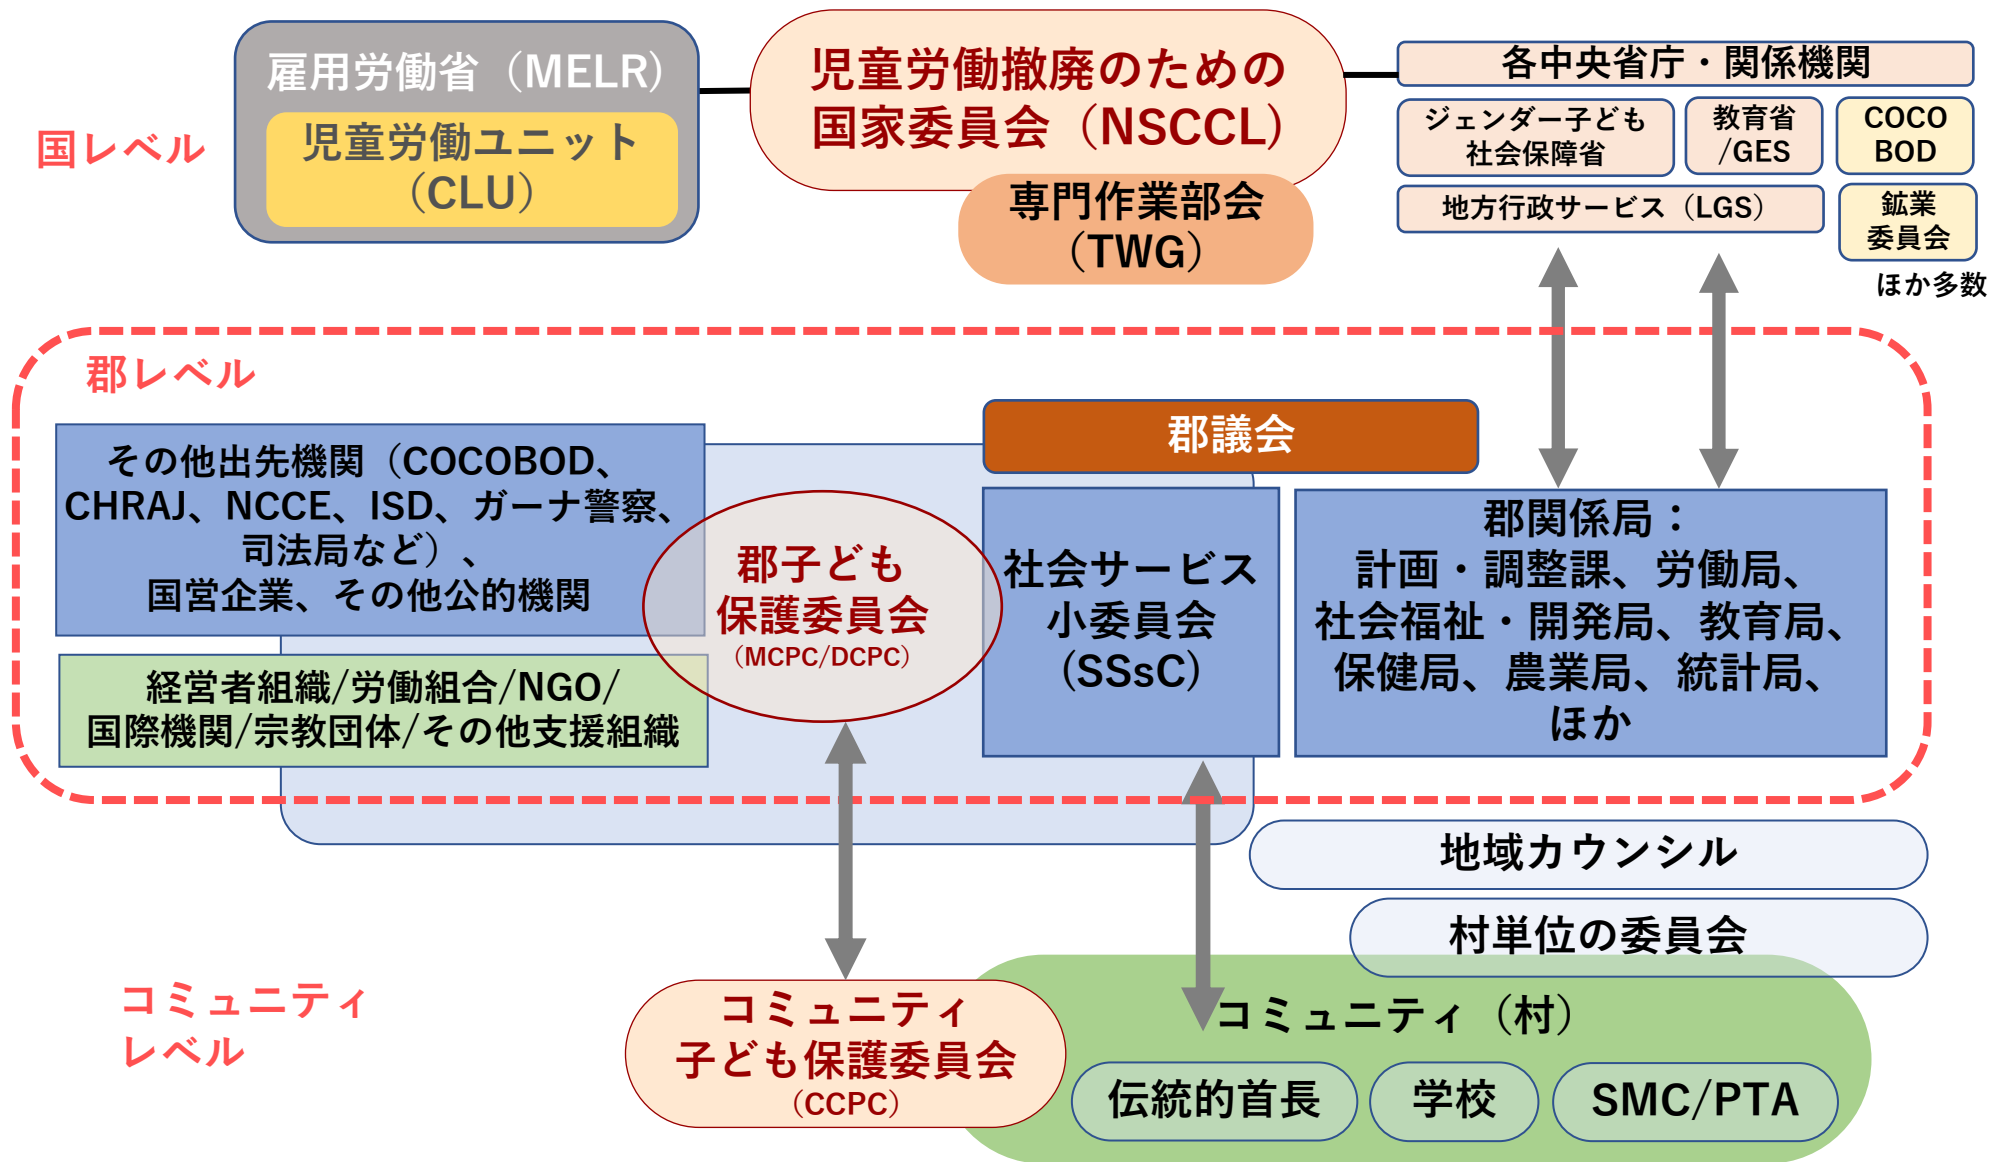 雇用労働省（MELR)
児童労働ユニット
（CLU）
児童労働撤廃のための
国家委員会（NSCCL）
専門作業部会
（TWG）
各中央省庁・関係機関
ジェンダー子ども
社会保障省
教育省
/GES
COCO
BOD
地方行政サービス（LGS）
鉱業
委員会
ほか多数
国レベル
郡レベル
その他出先機関（COCOBOD、
CHRAJ、NCCE、ISD、ガーナ警察、
司法局など）、
国営企業、その他公的機関
経営者組織/労働組合/NGO/
国際機関/宗教団体/その他支援組織
郡子ども
保護委員会
（MCPC/DCPC）
郡議会
社会サービス
小委員会
(SSsC）
郡関係局：
計画・調整課、労働局、
社会福祉・開発局、教育局、
保健局、農業局、統計局、
ほか
地域カウンシル
村単位の委員会
コミュニティ
レベル
コミュニティ
子ども保護委員会
（CCPC）
コミュニティ（村）
伝統的首長
学校
SMC/PTA